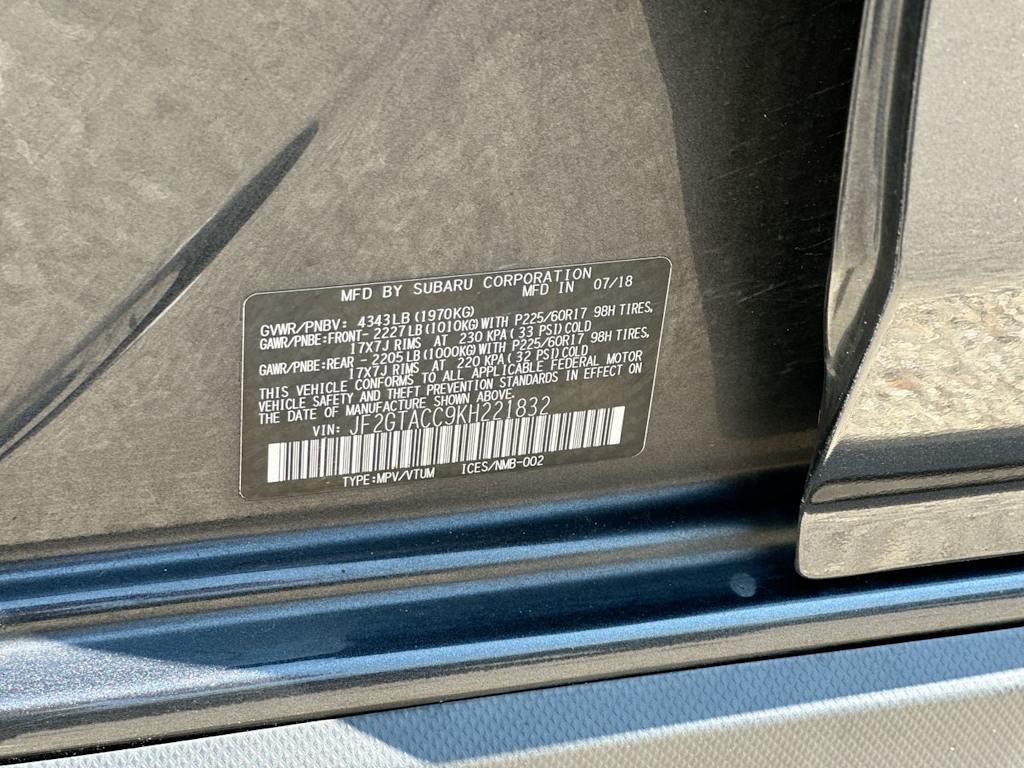 MFD BY SUBARU CORPORATION
MFD IN 07/18
GVWR/PNBV: 4343LB(1970KG)
GAWR/PNBE:FRONT- 2227LB(1010KG)WITH P225/60R17 98H TIRES,
17X7J RIMS AT 230 KPA(33 PSI)COLD
GAWR/PNBE:REAR - 2205LB(1000KG)WITH P225/60R17 98H TIRES,
17X7J RIMS AT 220 KPA(32 PSI)COLD
THIS VEHICLE CONFORMS TO ALL APPLICABLE FEDERAL MOTOR
VEHICLE SAFETY AND THEFT PREVENTION STANDARDS IN EFFECT ON
THE DATE OF MANUFACTURE SHOWN ABOVE.
VIN: JF2GTACC9KH221832
TYPE:MPV/VTUM ICES/NMB-002